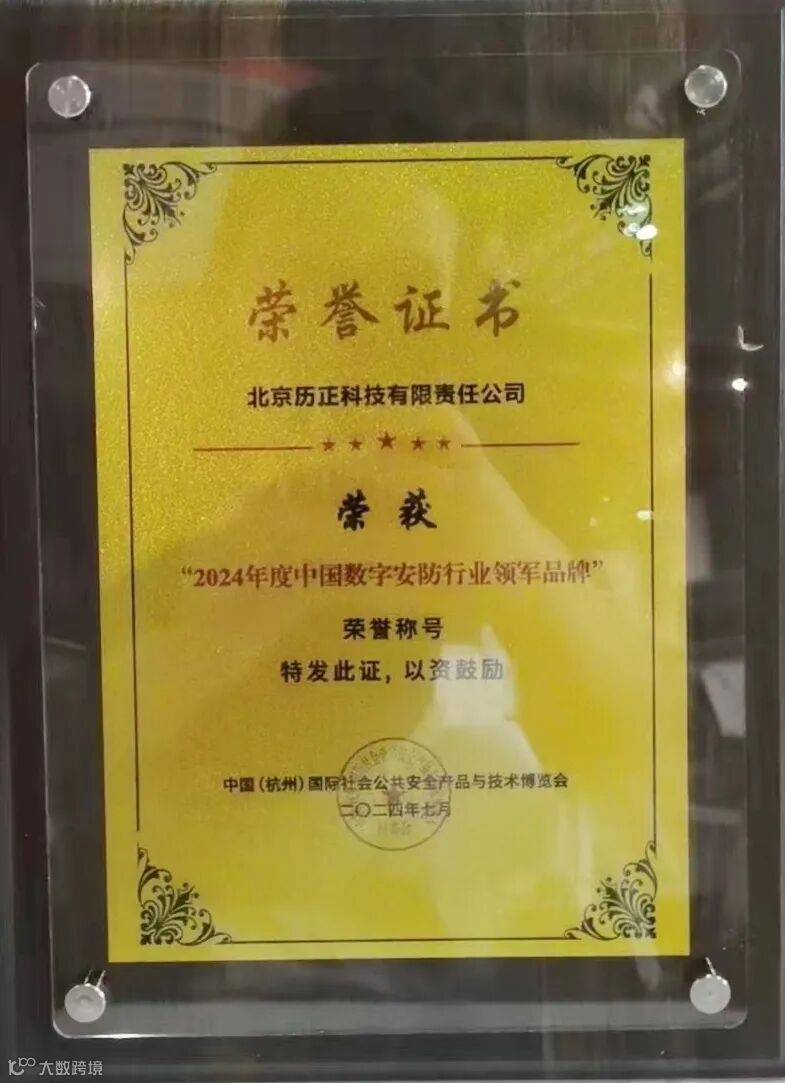 荣誉证书
北京历正科技有限责任公司
荣获
“2024年度中国数字安防行业领军品牌”
荣誉称号
特发此证，以资鼓励
中国（杭州）国际社会公共安全产品与技术博览会
二〇二四年七月
大数跨境